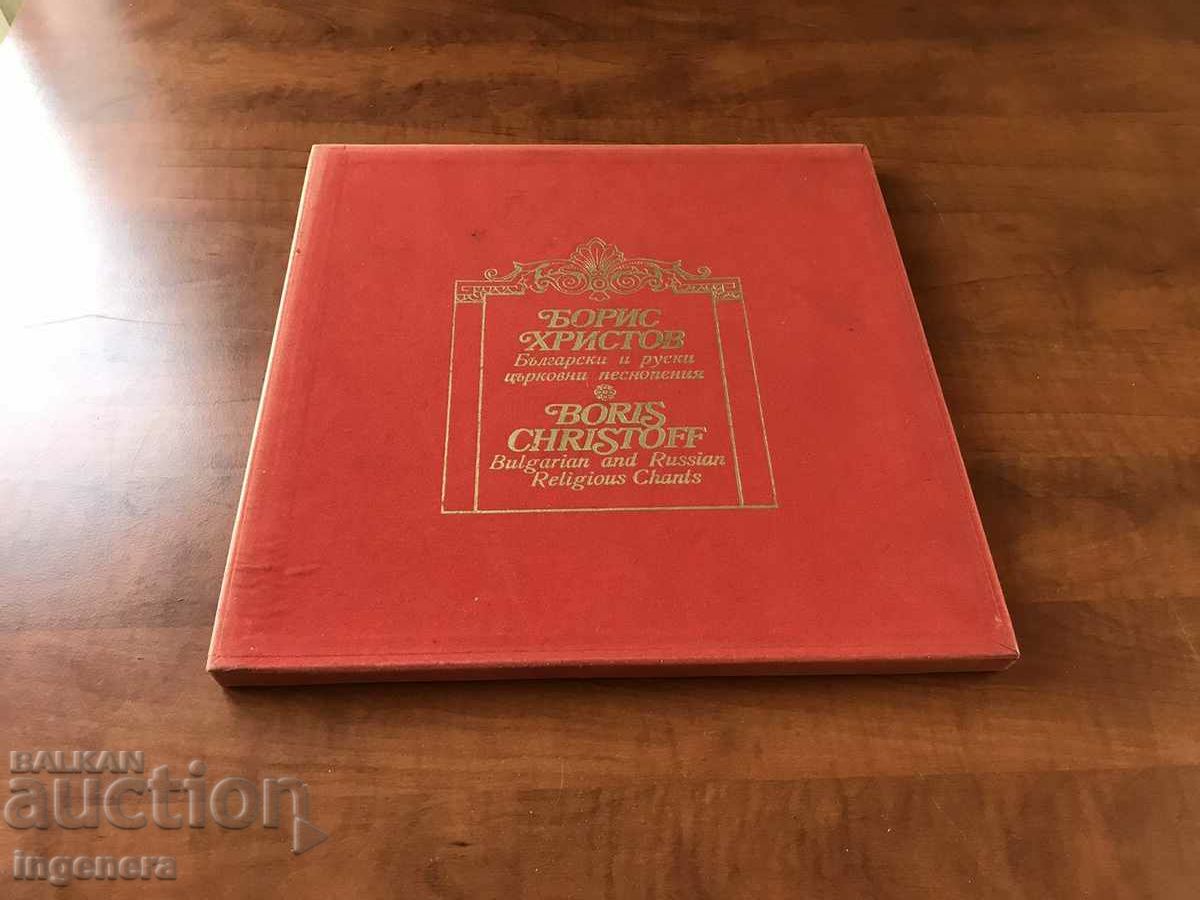 БОРИС
ХРИСТОВ
Български и руски
църковни песнопения
BORIS
CHRISTOFF
Bulgarian and Russian
Religious Chants
BALKAN
auction
ingenera